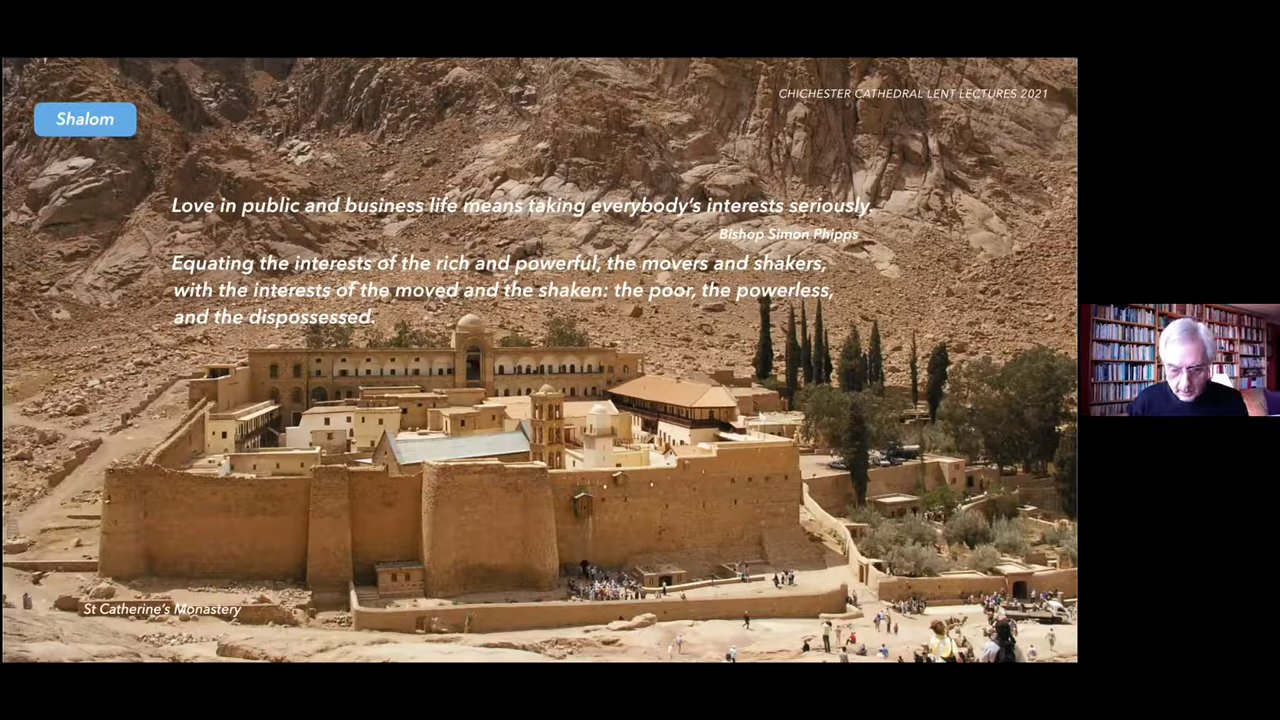 CHICHESTER CATHEDRAL LENT LECTURES 2021
Shalom
Love in public and business life means taking everybody's interests seriously.
Bishop Simon Phipps
Equating the interests of the rich and powerful, the movers and shakers,
with the interests of the moved and the shaken: the poor, the powerless,
and the dispossessed.
St Catherine's Monastery